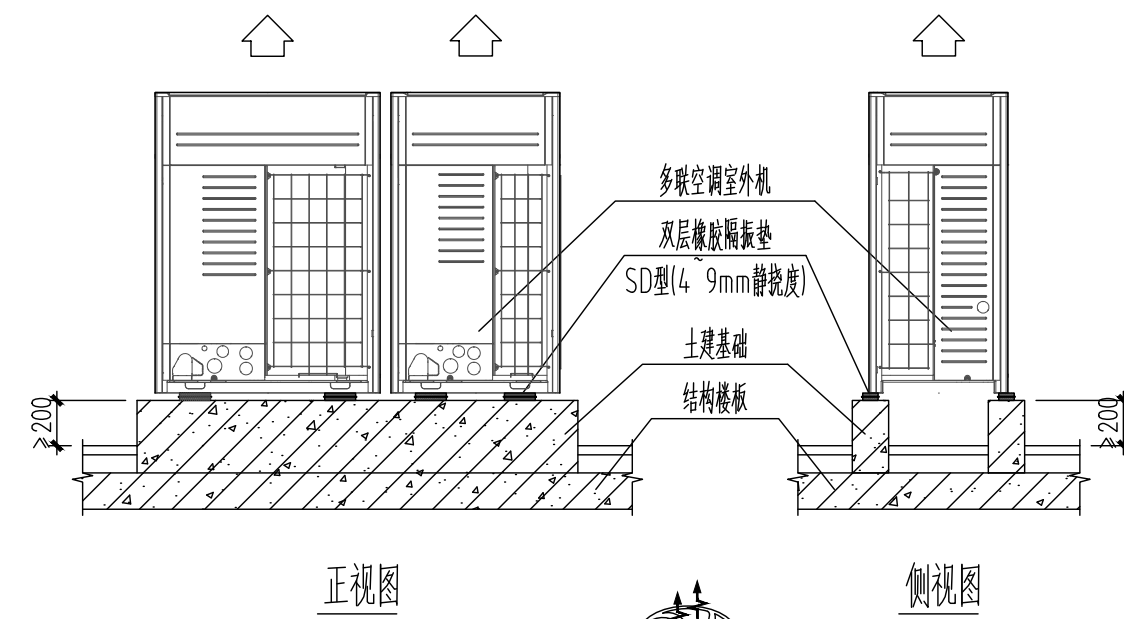 多联空调室外机
双层橡胶隔振垫
SD型(4~9mm静挠度)
土建基础
结构楼板
≥200
≥200
正视图
侧视图